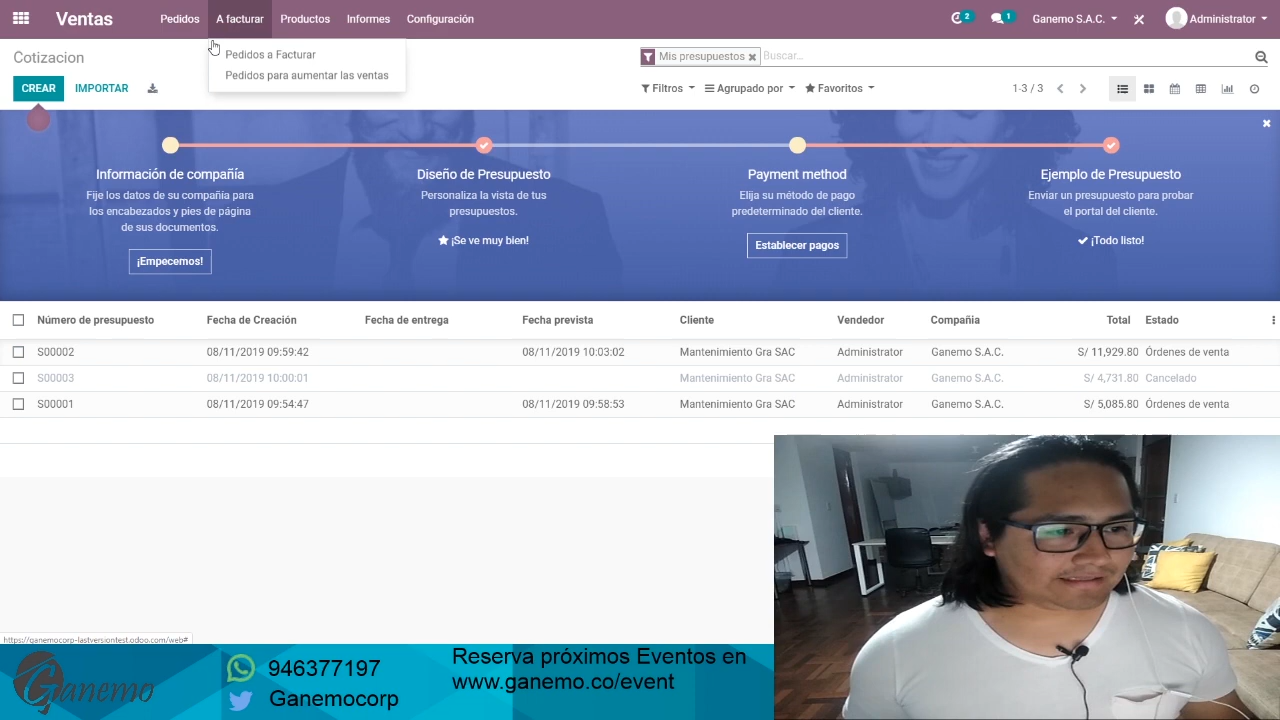 Ventas
Pedidos
A facturar
Productos
Informes
Configuración
2
1
Ganemo S.A.C.
Administrator
Pedidos a Facturar
Pedidos para aumentar las ventas
Cotizacion
Mis presupuestos
Buscar...
CREAR
IMPORTAR
Filtros
Agrupado por
Favoritos
1-3 / 3
Información de compañía
Fije los datos de su compañía para
los encabezados y pies de página
de sus documentos.
¡Empecemos!
Diseño de Presupuesto
Personaliza la vista de tus
presupuestos.
¡Se ve muy bien!
Payment method
Elija su método de pago
predeterminado del cliente.
Establecer pagos
Ejemplo de Presupuesto
Enviar un presupuesto para probar
el portal del cliente.
¡Todo listo!
Número de presupuesto Fecha de Creación Fecha de entrega Fecha prevista Cliente Vendedor Compañia Total Estado
S00002 08/11/2019 09:59:42 08/11/2019 10:03:02 Mantenimiento Gra SAC Administrator Ganemo S.A.C. S/ 11,929.80 Órdenes de venta
S00003 08/11/2019 10:00:01 Mantenimiento Gra SAC Administrator Ganemo S.A.C. S/ 4,731.80 Cancelado
S00001 08/11/2019 09:54:47 08/11/2019 09:58:53 Mantenimiento Gra SAC Administrator Ganemo S.A.C. S/ 5,085.80 Órdenes de venta
https://ganemocorp-lastversiontest.odoo.com/web#
Ganemo
946377197
Ganemocorp
Reserva próximos Eventos en
www.ganemo.co/event